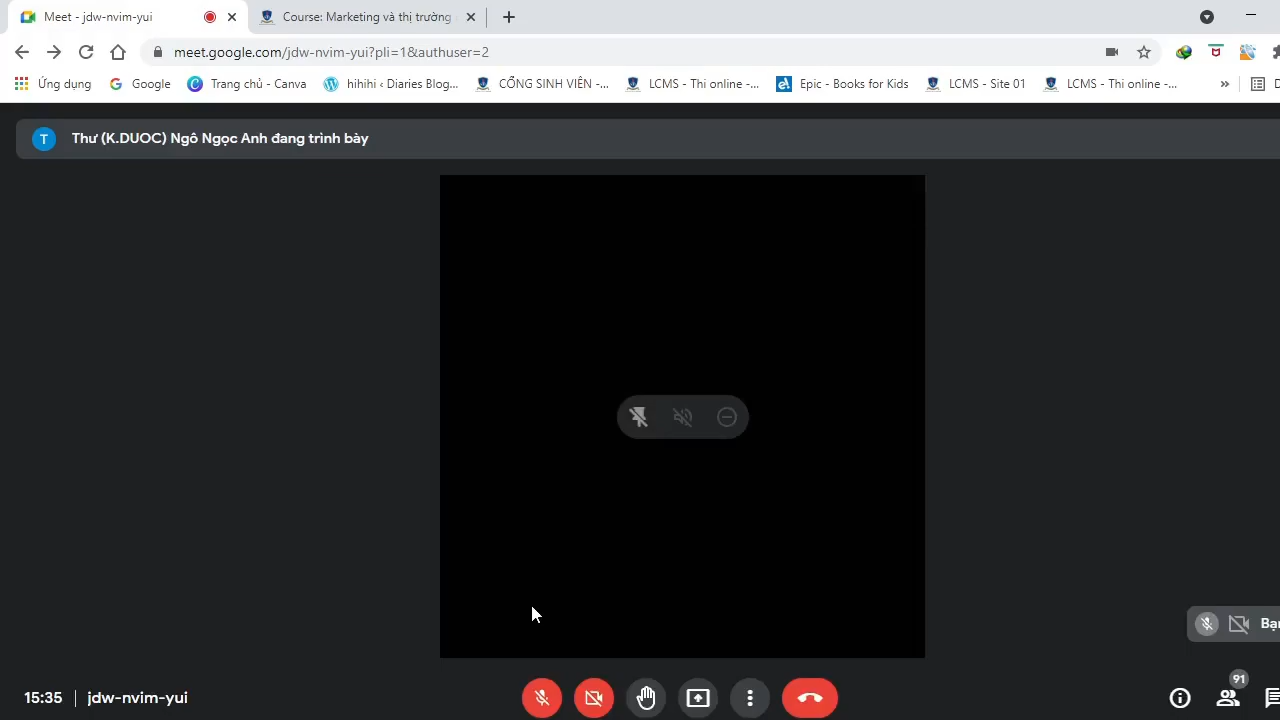 Meet - jdw-nvim-yui
Course: Marketing và thị trường
meet.google.com/jdw-nvim-yui?pli=1&authuser=2
Ứng dụng
Google
Trang chủ - Canva
hihihi ‹ Diaries Blog...
CỔNG SINH VIÊN -...
LCMS - Thi online -...
Epic - Books for Kids
LCMS - Site 01
LCMS - Thi online -...
T
Thư (K.DUOC) Ngô Ngọc Anh đang trình bày
15:35
jdw-nvim-yui
91